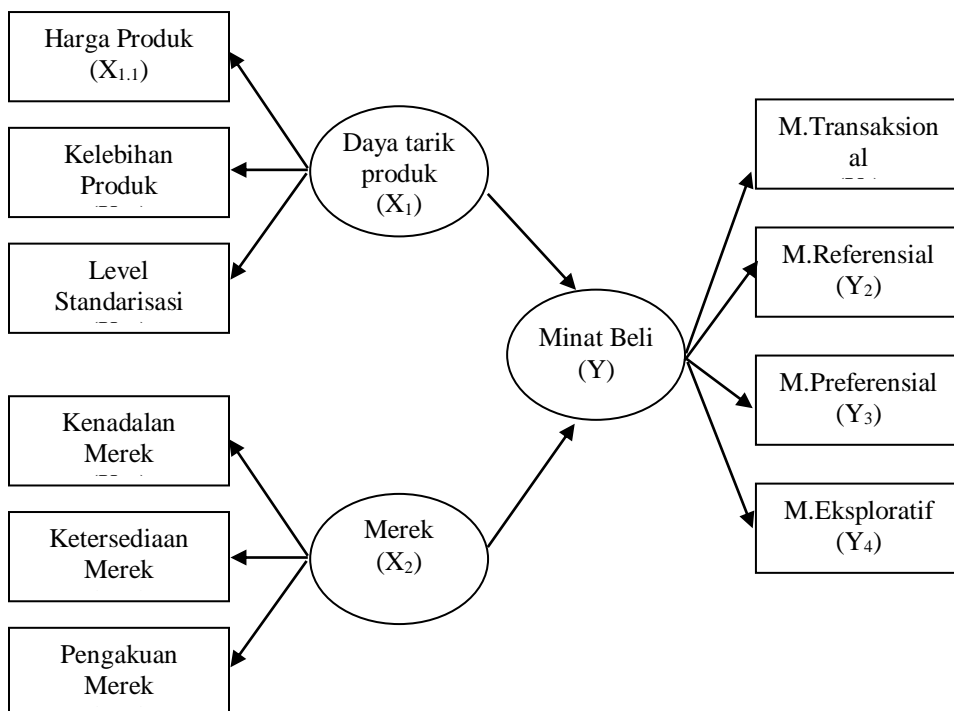 Harga Produk
(X1.1)
Kelebihan
Produk
Level
Standarisasi
Daya tarik
produk
(X1)
Kenadalan
Merek
Ketersediaan
Merek
Pengakuan
Merek
Merek
(X2)
Minat Beli
(Y)
M.Transaksion
al
M.Referensial
(Y2)
M.Preferensial
(Y3)
M.Eksploratif
(Y4)